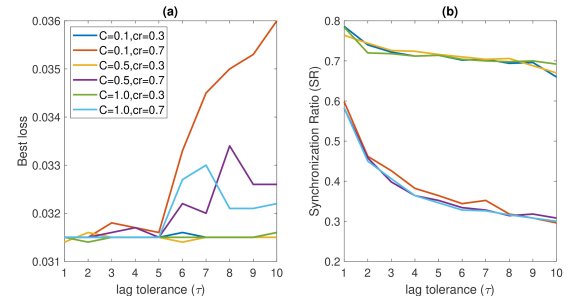 (a)
0.036
0.035
0.034
0.033
0.032
0.031
Best loss
C=0.1,cr=0.3
C=0.1,cr=0.7
C=0.5,cr=0.3
C=0.5,cr=0.7
C=1.0,cr=0.3
C=1.0,cr=0.7
1 2 3 4 5 6 7 8 9 10
lag tolerance (τ)
(b)
0.8
0.7
0.6
0.5
0.4
0.3
0.2
Synchronization Ratio (SR)
1 2 3 4 5 6 7 8 9 10
lag tolerance (τ)